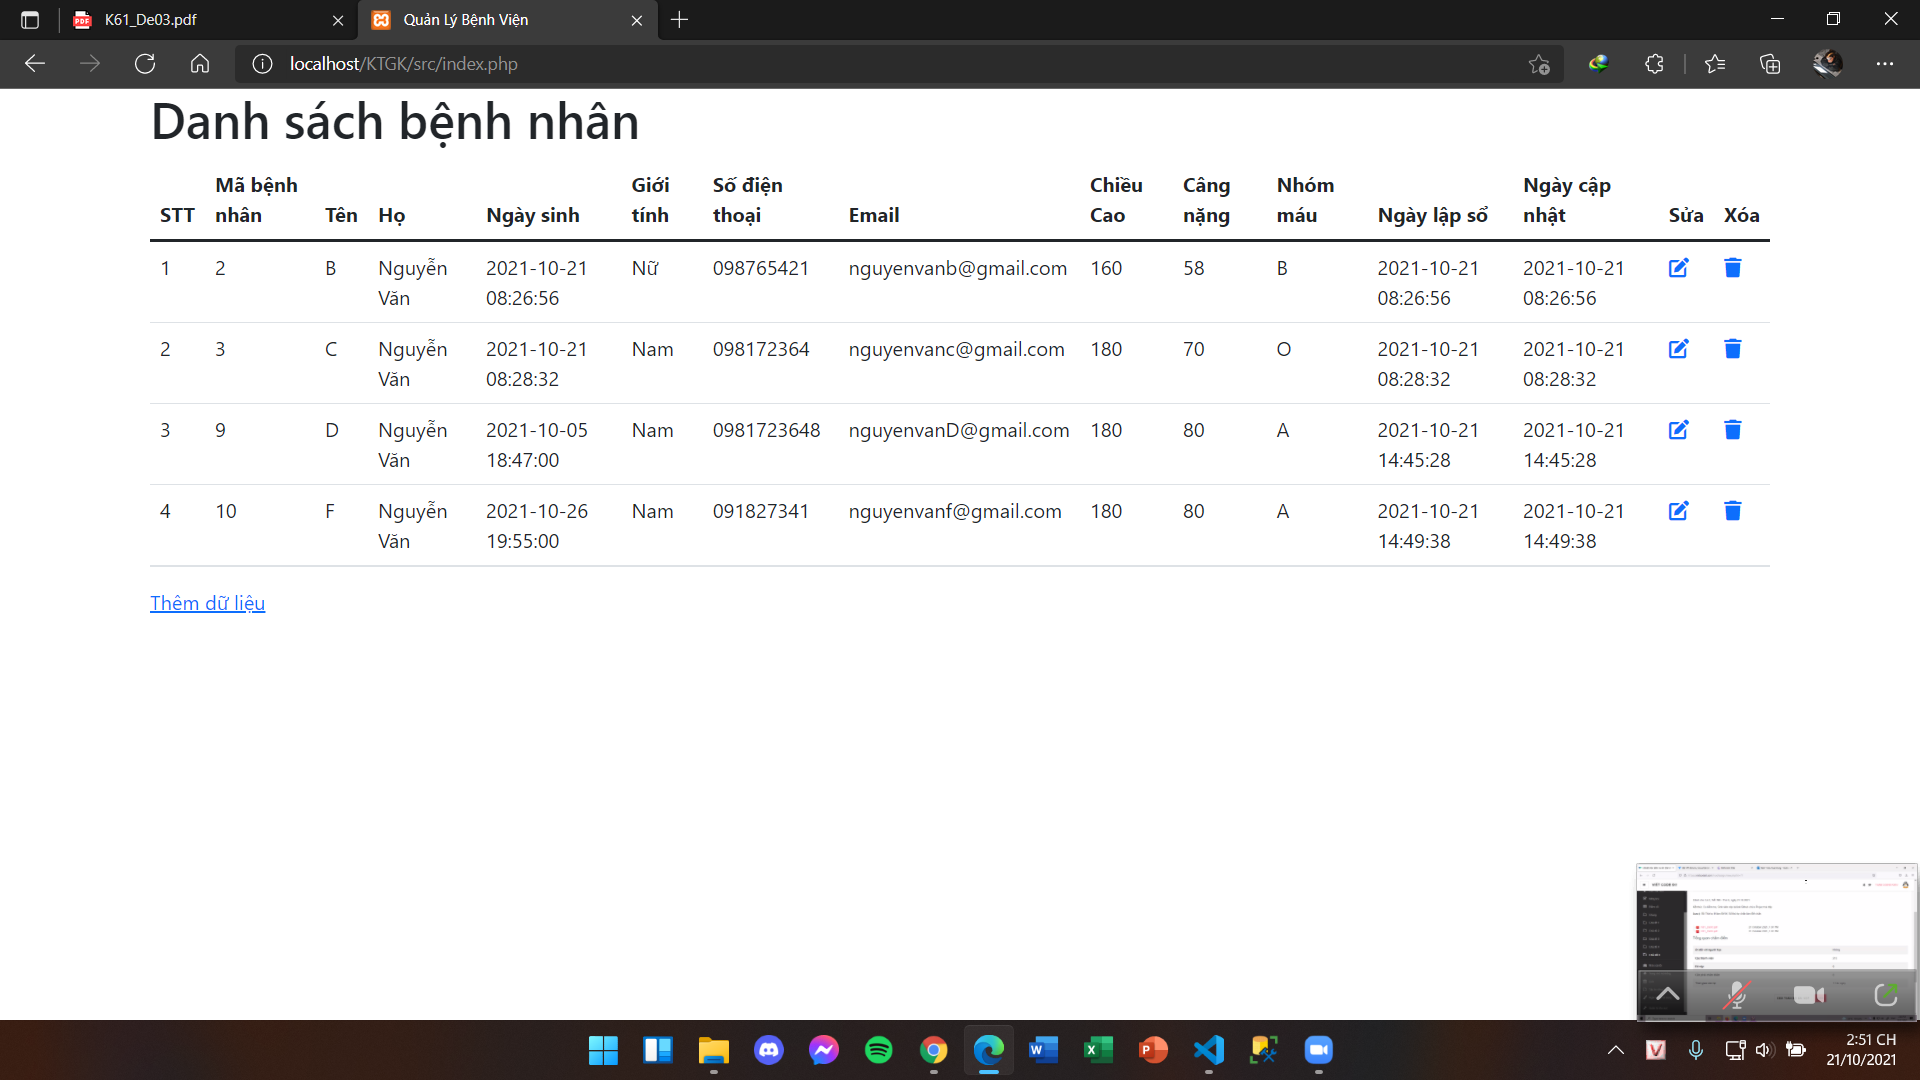 K61_De03.pdf
Quản Lý Bệnh Viện
localhost/KTGK/src/index.php
Danh sách bệnh nhân
STT Mã bệnh nhân Tên Họ Ngày sinh Giới tính Số điện thoại Email Chiều Cao Câng nặng Nhóm máu Ngày lập sổ Ngày cập nhật Sửa Xóa
1 2 B Nguyễn Văn 2021-10-21 08:26:56 Nữ 098765421 nguyenvanb@gmail.com 160 58 B 2021-10-21 08:26:56 2021-10-21 08:26:56
2 3 C Nguyễn Văn 2021-10-21 08:28:32 Nam 098172364 nguyenvanc@gmail.com 180 70 O 2021-10-21 08:28:32 2021-10-21 08:28:32
3 9 D Nguyễn Văn 2021-10-05 18:47:00 Nam 0981723648 nguyenvanD@gmail.com 180 80 A 2021-10-21 14:45:28 2021-10-21 14:45:28
4 10 F Nguyễn Văn 2021-10-26 19:55:00 Nam 091827341 nguyenvanf@gmail.com 180 80 A 2021-10-21 14:49:38 2021-10-21 14:49:38
Thêm dữ liệu
2:51 CH
21/10/2021